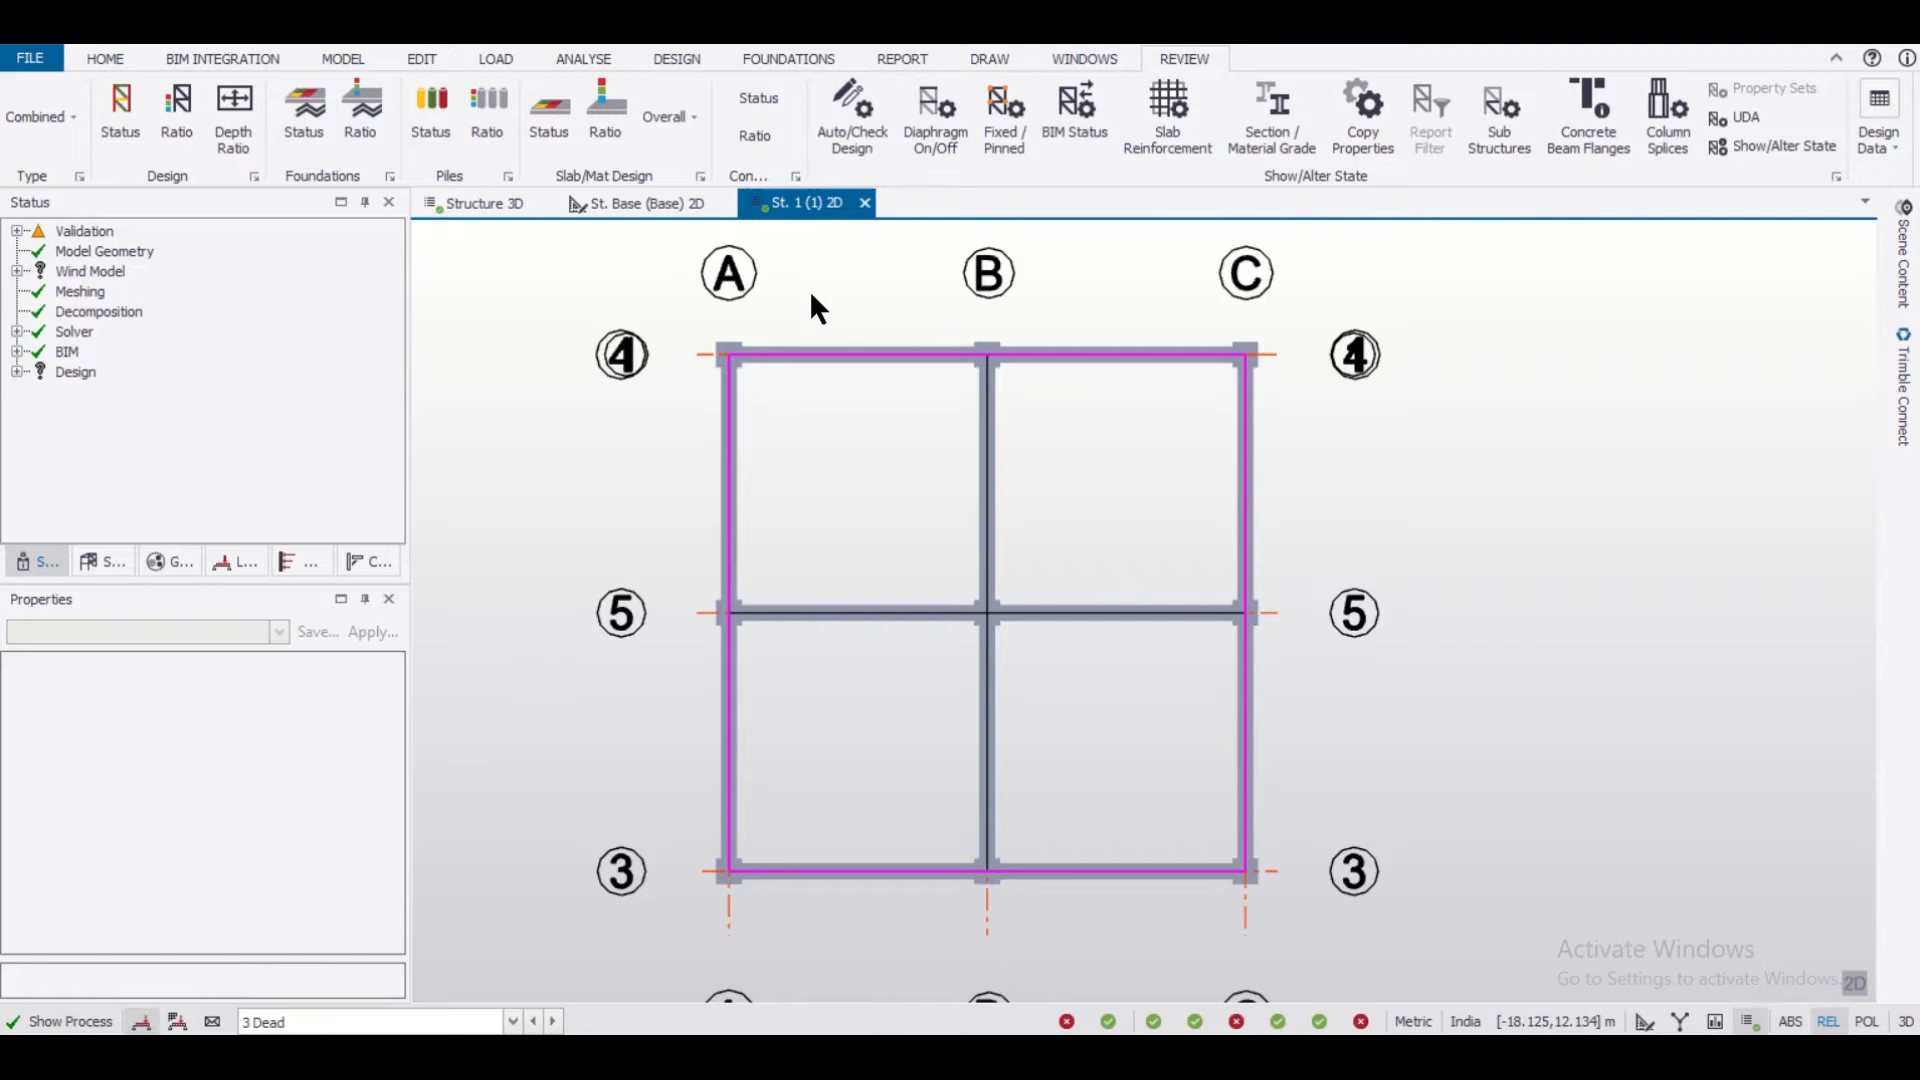 FILE HOME BIM INTEGRATION MODEL EDIT LOAD ANALYSE DESIGN FOUNDATIONS REPORT DRAW WINDOWS REVIEW
Combined
Type
Status Ratio Depth Ratio
Design
Status Ratio
Foundations
Status Ratio
Piles
Status Ratio Overall
Slab/Mat Design
Status
Ratio
Con...
Auto/Check Design
Diaphragm On/Off
Fixed / Pinned
BIM Status
Slab Reinforcement
Section / Material Grade
Copy Properties
Report Filter
Sub Structures
Concrete Beam Flanges
Column Splices
Property Sets
UDA
Show/Alter State
Show/Alter State
Design Data
Status
Structure 3D
St. Base (Base) 2D
St. 1 (1) 2D
Validation
Model Geometry
Wind Model
Meshing
Decomposition
Solver
BIM
Design
S... S... G... L... ... C...
Properties
Save... Apply...
A B C
4 4
5 5
3 3
Scene Content
Trimble Connect
Activate Windows
Go to Settings to activate Windows.
2D
Show Process
3 Dead
Metric India [-18.125,12.134] m ABS REL POL 3D